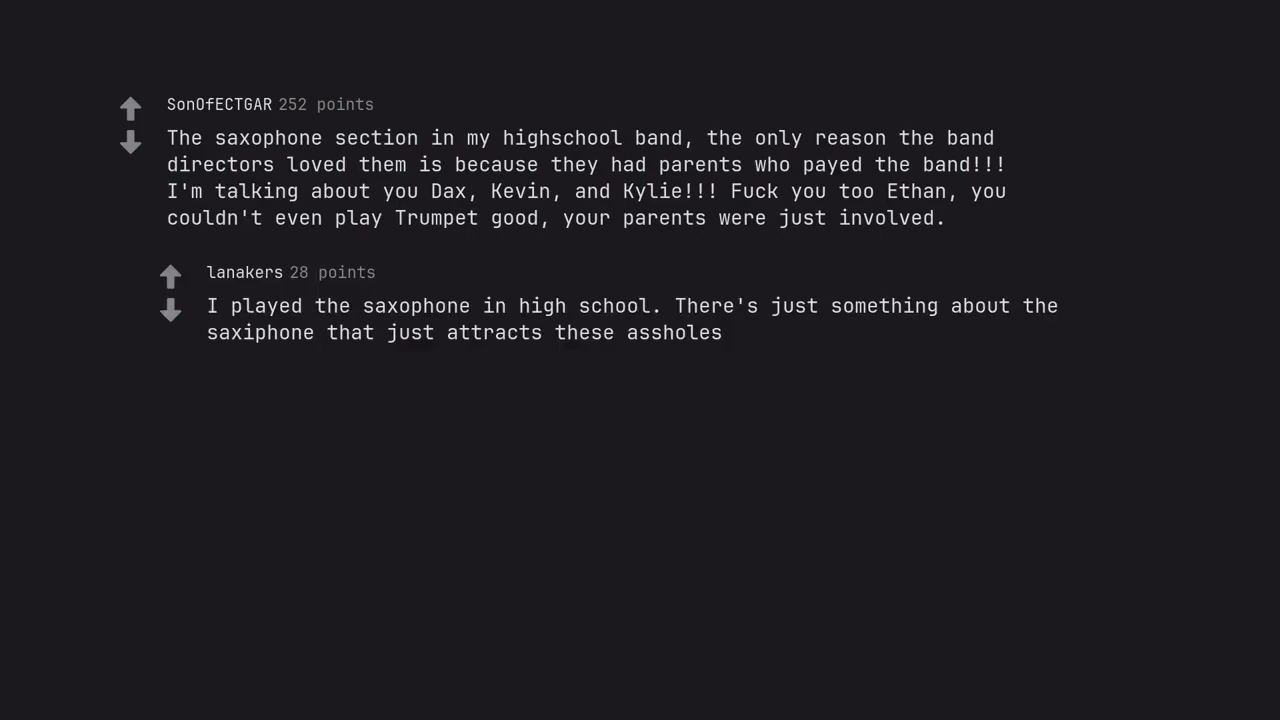 SonOfECTGAR 252 points
The saxophone section in my highschool band, the only reason the band
directors loved them is because they had parents who payed the band!!!
I'm talking about you Dax, Kevin, and Kylie!!! Fuck you too Ethan, you
couldn't even play Trumpet good, your parents were just involved.
lanakers 28 points
I played the saxophone in high school. There's just something about the
saxiphone that just attracts these assholes